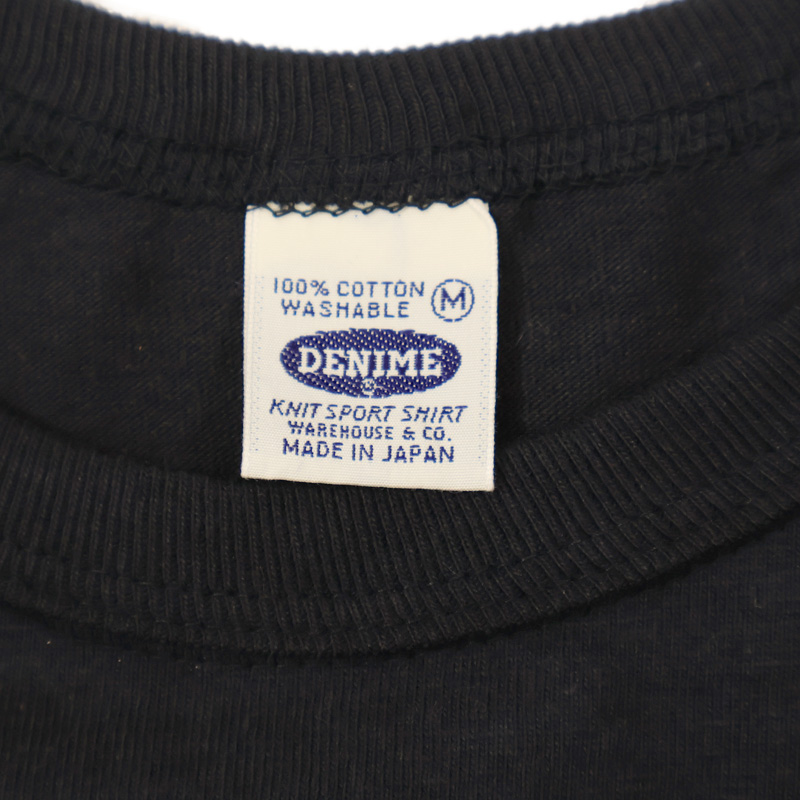 100% COTTON
WASHABLE
M
DENIME
KNIT SPORT SHIRT
WAREHOUSE & CO.
MADE IN JAPAN